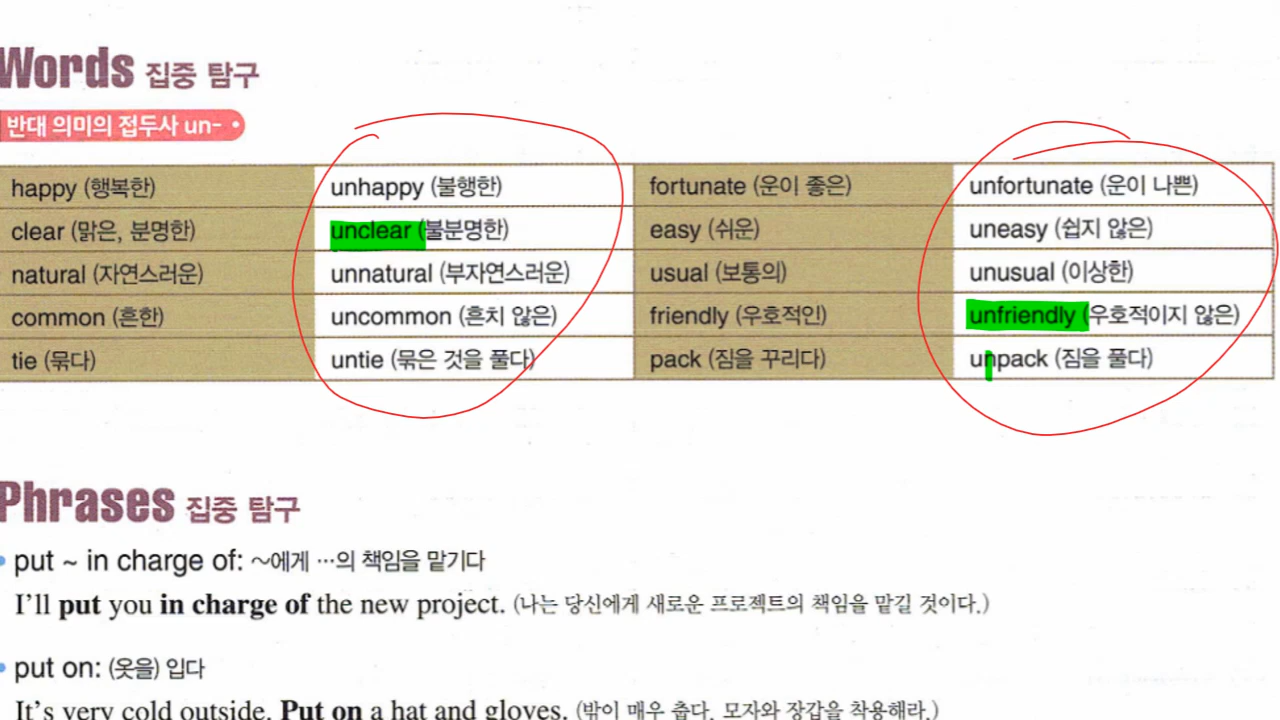 Words 집중 탐구
반대 의미의 접두사 un-
happy (행복한) unhappy (불행한) fortunate (운이 좋은) unfortunate (운이 나쁜)
clear (맑은, 분명한) unclear (불분명한) easy (쉬운) uneasy (쉽지 않은)
natural (자연스러운) unnatural (부자연스러운) usual (보통의) unusual (이상한)
common (흔한) uncommon (흔치 않은) friendly (우호적인) unfriendly (우호적이지 않은)
tie (묶다) untie (묶은 것을 풀다) pack (짐을 꾸리다) unpack (짐을 풀다)
Phrases 집중 탐구
put ~ in charge of: ~에게 …의 책임을 맡기다
I'll put you in charge of the new project. (나는 당신에게 새로운 프로젝트의 책임을 맡길 것이다.)
put on: (옷을) 입다
It's very cold outside. Put on a hat and gloves. (밖이 매우 춥다. 모자와 장갑을 착용해라.)